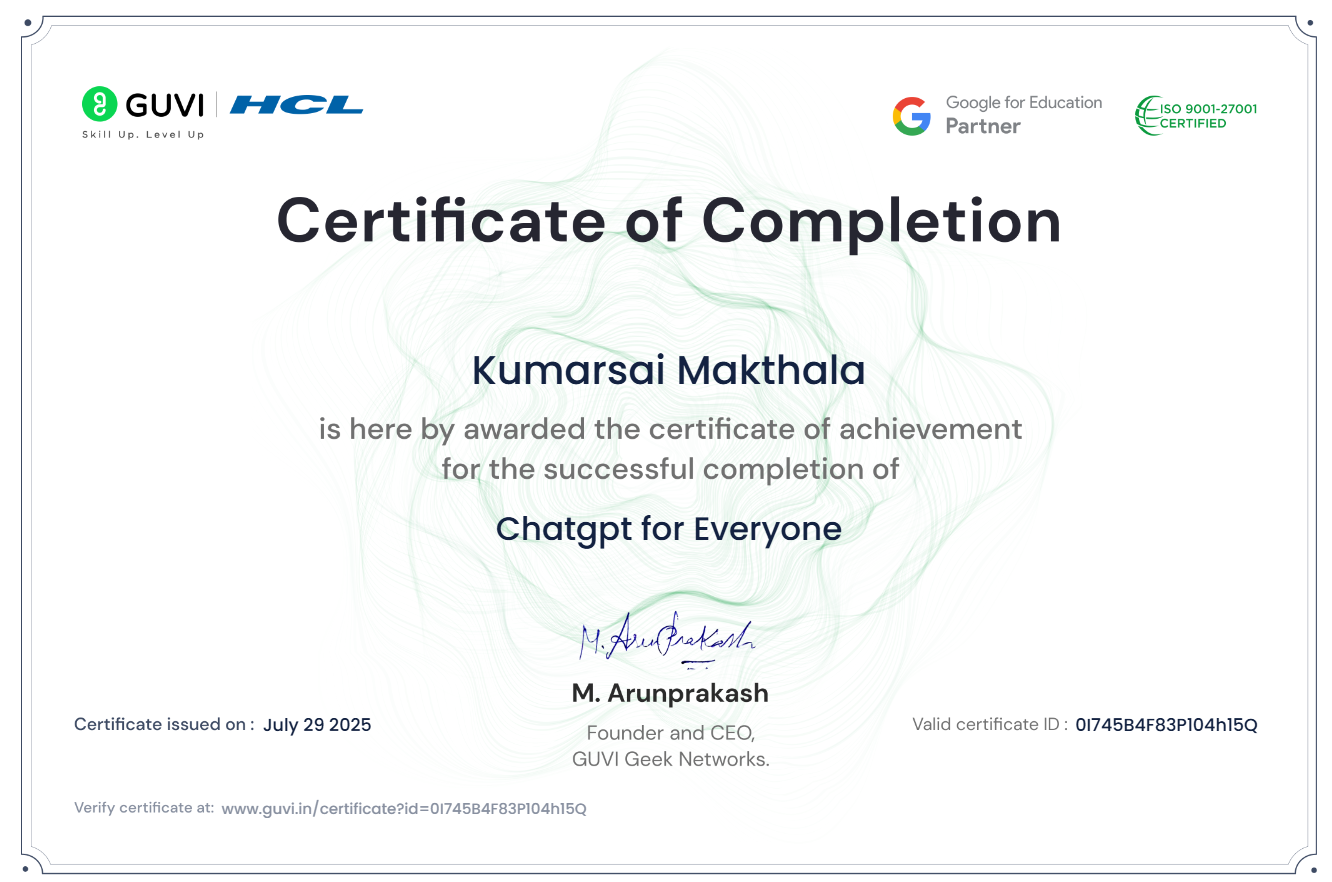 GUVI HCL
Skill Up. Level Up
Google for Education
Partner
ISO 9001-27001
CERTIFIED
Certificate of Completion
Kumarsai Makthala
is here by awarded the certificate of achievement
for the successful completion of
Chatgpt for Everyone
M. ArunPrakash
M. Arunprakash
Founder and CEO,
GUVI Geek Networks.
Certificate issued on : July 29 2025
Valid certificate ID : 0I745B4F83P104h15Q
Verify certificate at: www.guvi.in/certificate?id=0I745B4F83P104h15Q